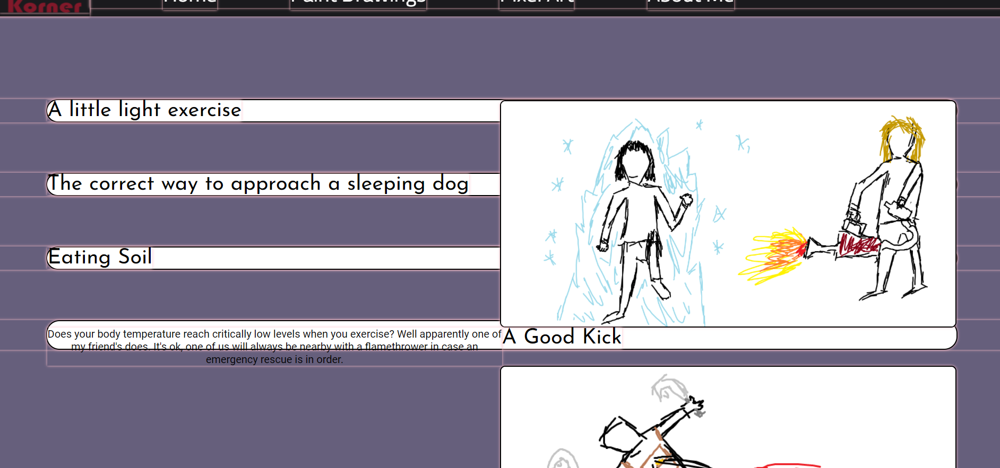 Korner
Home
Paint Drawings
Pixel Art
About Me
A little light exercise
The correct way to approach a sleeping dog
Eating Soil
Does your body temperature reach critically low levels when you exercise? Well apparently one of
my friend's does. It's ok, one of us will always be nearby with a flamethrower in case an
emergency rescue is in order.
A Good Kick